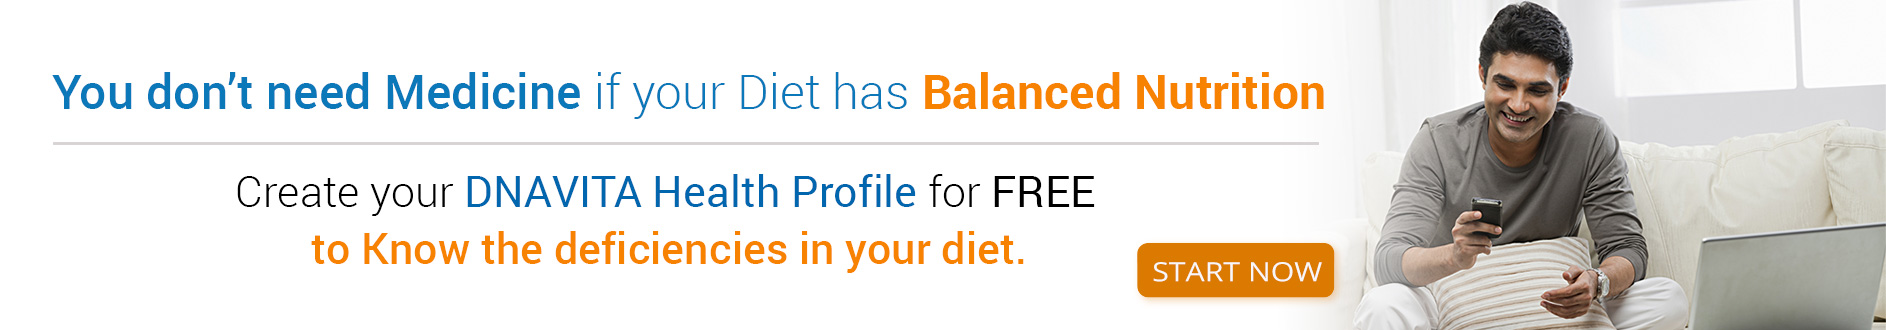 You don’t need Medicine if your Diet has Balanced Nutrition
Create your DNAVITA Health Profile for FREE
to Know the deficiencies in your diet.
START NOW